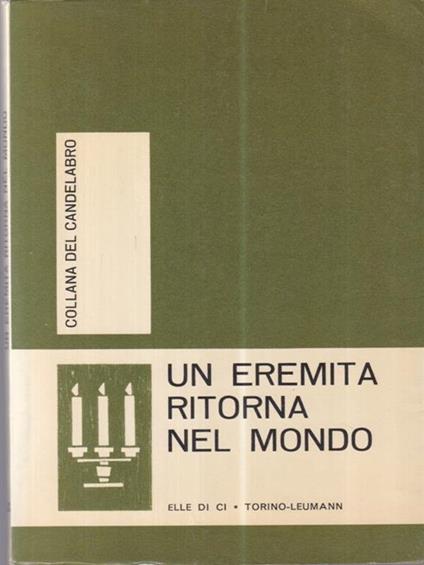 COLLANA DEL CANDELABRO
UN EREMITA
RITORNA
NEL MONDO
ELLE DI CI • TORINO-LEUMANN
UN EREMITA RITORNA NEL MONDO